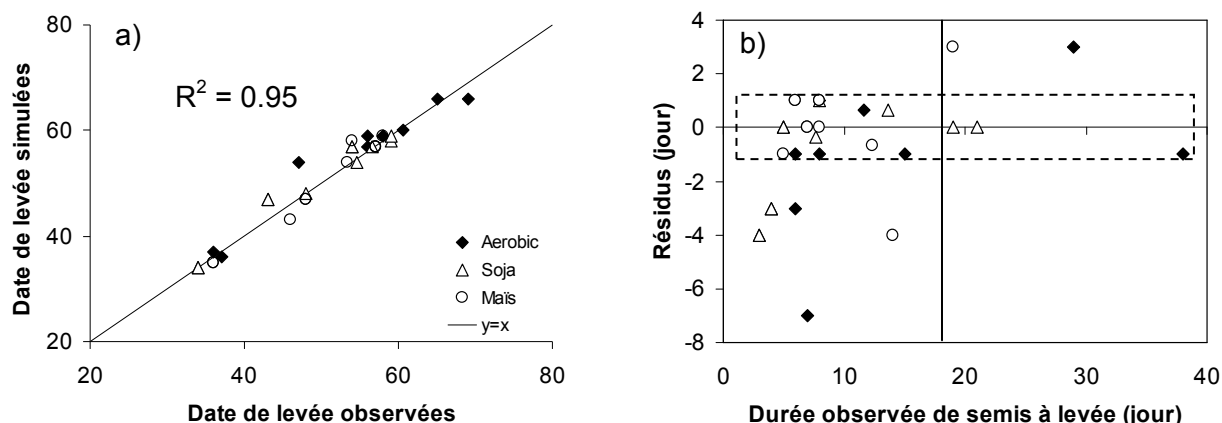 a)
R² = 0.95
80
60
40
20
20 40 60 80
Date de levée simulées
Date de levée observées
Aerobic
Soja
Maïs
y=x
b)
4
2
0
-2
-4
-6
-8
0 10 20 30 40
Résidus (jour)
Durée observée de semis à levée (jour)